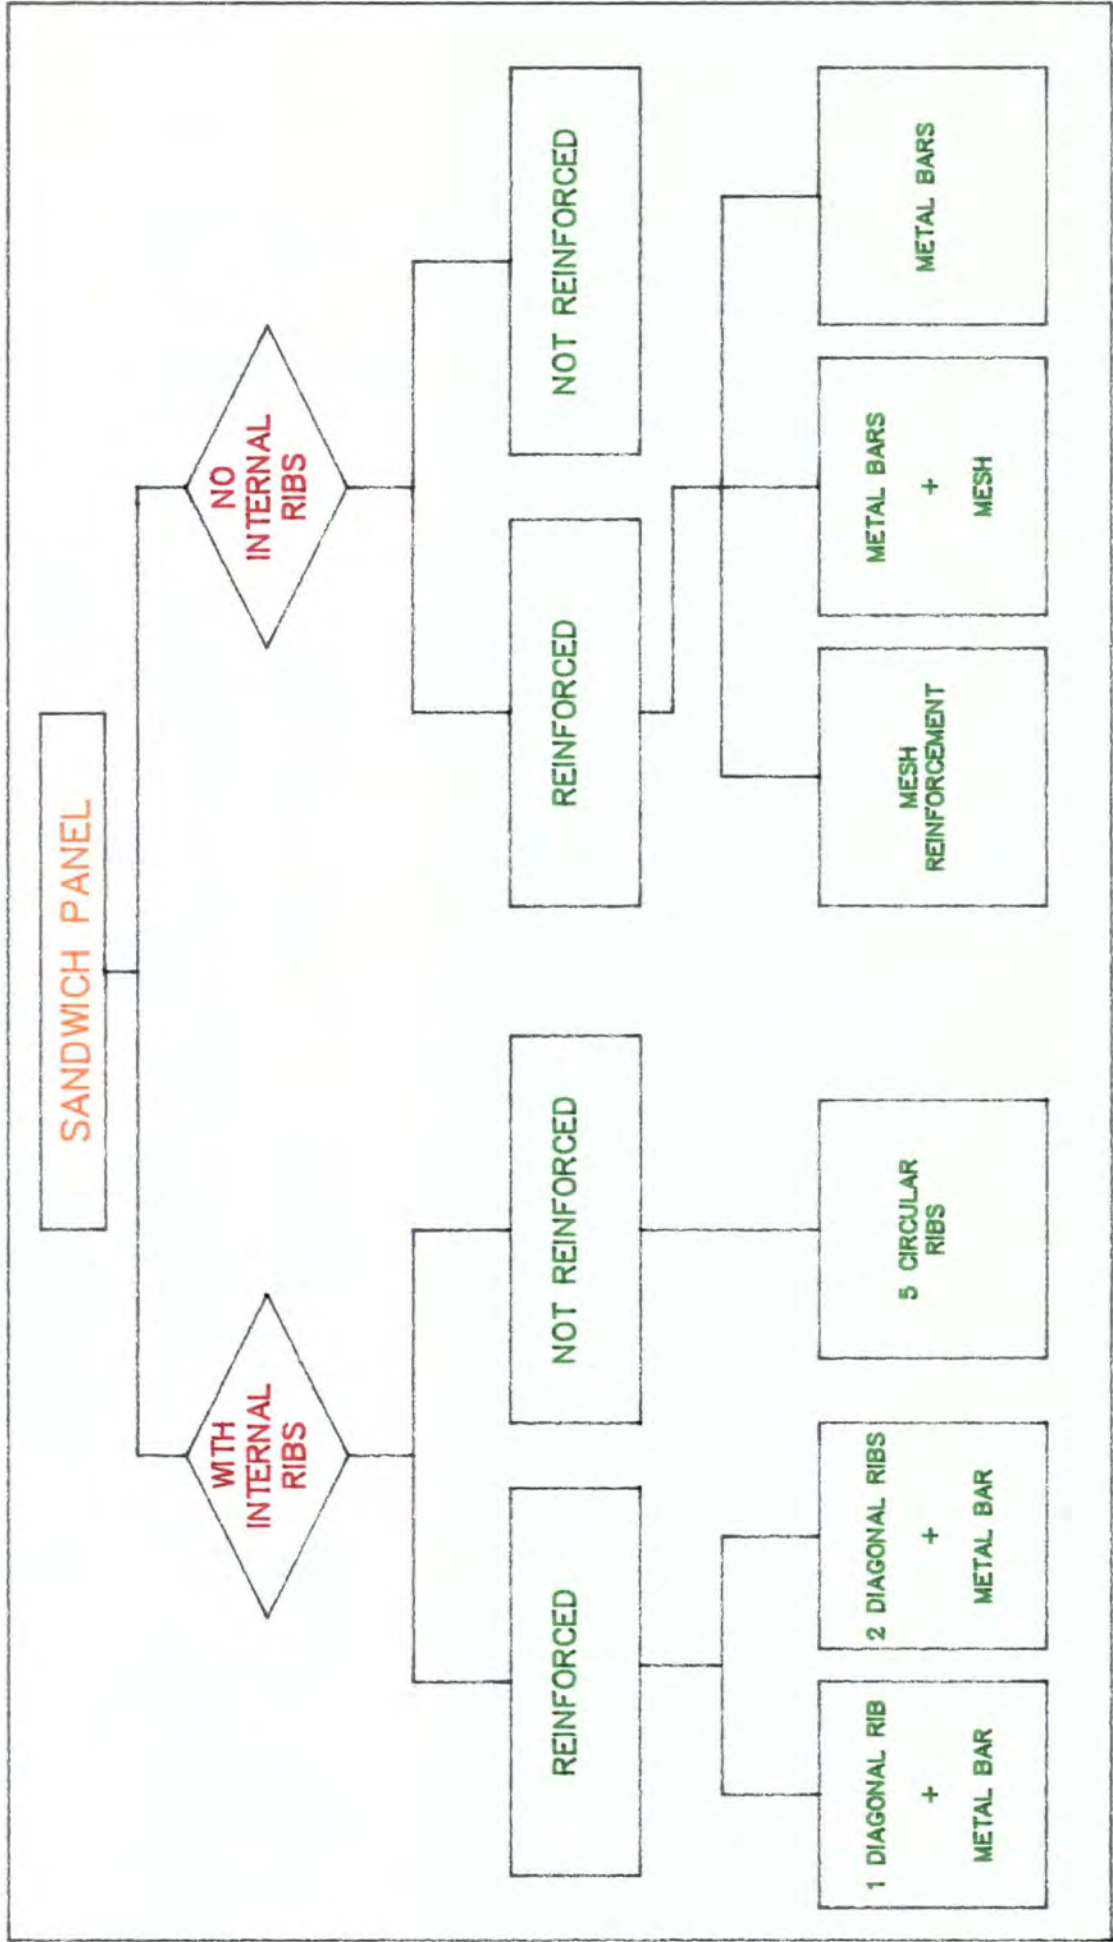 SANDWICH PANEL
WITH
INTERNAL
RIBS
NO
INTERNAL
RIBS
REINFORCED
NOT REINFORCED
REINFORCED
NOT REINFORCED
1 DIAGONAL RIB
+
METAL BAR
2 DIAGONAL RIBS
+
METAL BAR
5 CIRCULAR
RIBS
MESH
REINFORCEMENT
METAL BARS
+
MESH
METAL BARS